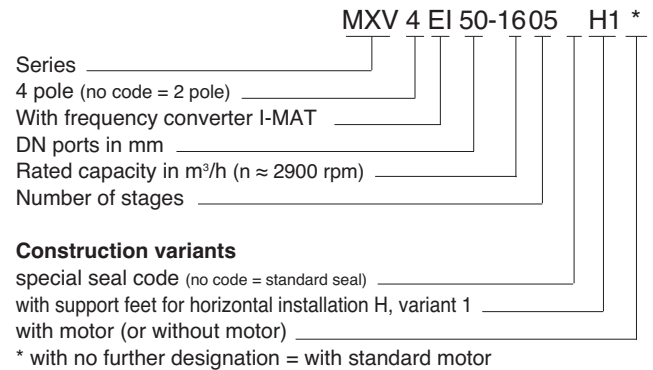 MXV 4 EI 50-1605 H1 *
Series
4 pole (no code = 2 pole)
With frequency converter I-MAT
DN ports in mm
Rated capacity in m³/h (n ≈ 2900 rpm)
Number of stages
Construction variants
special seal code (no code = standard seal)
with support feet for horizontal installation H, variant 1
with motor (or without motor)
* with no further designation = with standard motor